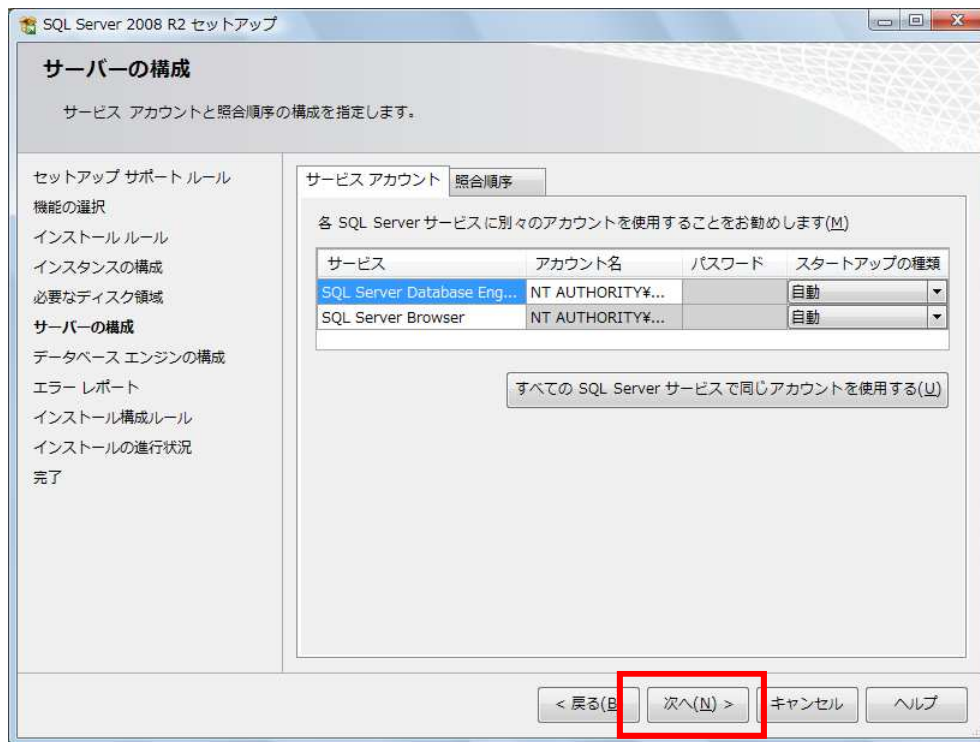 SQL Server 2008 R2 セットアップ
サーバーの構成
サービス アカウントと照合順序の構成を指定します。
セットアップ サポート ルール
機能の選択
インストール ルール
インスタンスの構成
必要なディスク領域
サーバーの構成
データベース エンジンの構成
エラー レポート
インストール構成ルール
インストールの進行状況
完了
サービス アカウント 照合順序
各 SQL Server サービスに別々のアカウントを使用することをお勧めします(M)
サービス アカウント名 パスワード スタートアップの種類
SQL Server Database Eng... NT AUTHORITY¥... 自動
SQL Server Browser NT AUTHORITY¥... 自動
すべての SQL Server サービスで同じアカウントを使用する(U)
< 戻る(B 次へ(N) > キャンセル ヘルプ